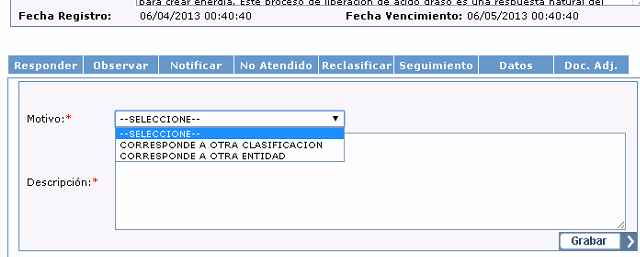 para crear energía. Este proceso de liberación de ácido graso es una respuesta natural del
Fecha Registro: 06/04/2013 00:40:40 Fecha Vencimiento: 06/05/2013 00:40:40
Responder Observar Notificar No Atendido Reclasificar Seguimiento Datos Doc. Adj.
Motivo:* --SELECCIONE--
--SELECCIONE--
CORRESPONDE A OTRA CLASIFICACION
CORRESPONDE A OTRA ENTIDAD
Descripción:*
Grabar